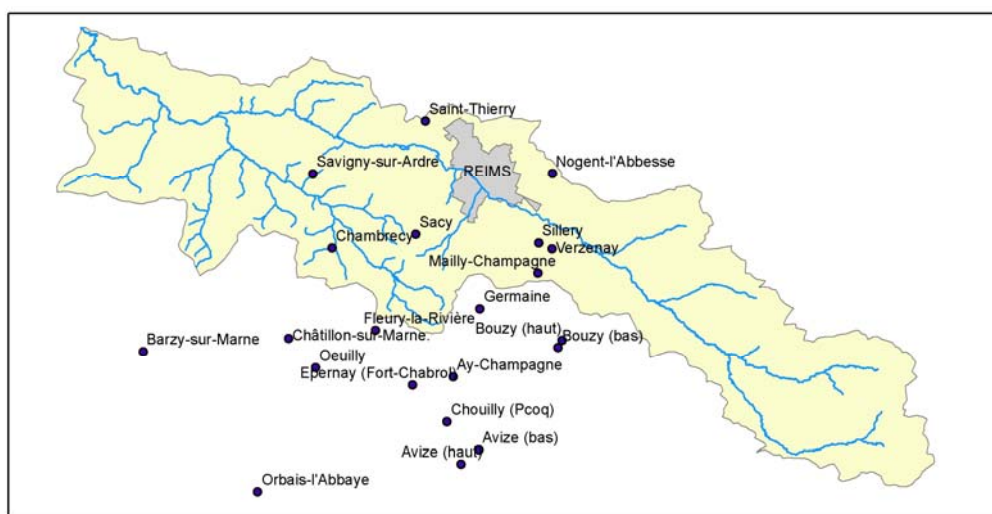 Saint-Thierry
Savigny-sur-Ardre
REIMS
Nogent-l'Abbesse
Sacy
Sillery
Chambrecy
Verzenay
Mailly-Champagne
Germaine
Fleury-la-Rivière
Bouzy (haut)
Barzy-sur-Marne
Châtillon-sur-Marne.
Bouzy (bas)
Oeuilly
Ay-Champagne
Epernay (Fort-Chabrol)
Chouilly (Pcoq)
Avize (bas)
Avize (haut)
Orbais-l'Abbaye